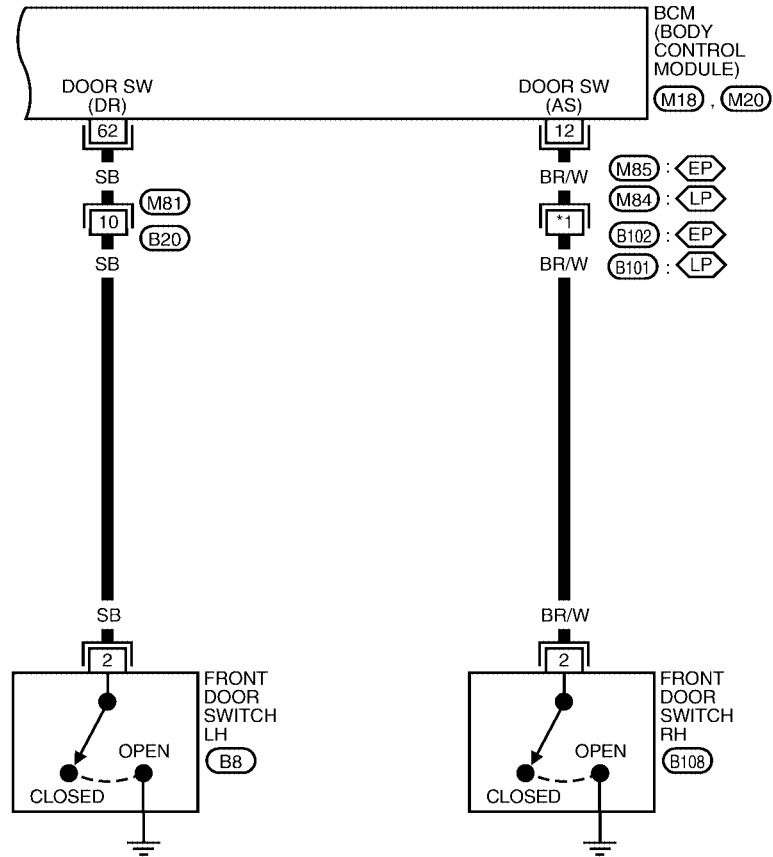 BCM
(BODY
CONTROL
MODULE)
M18 , M20
DOOR SW
(DR)
DOOR SW
(AS)
62
12
SB
BR/W
M85 : EP
M84 : LP
M81
10
*1
B20
B102 : EP
SB
BR/W
B101 : LP
SB
BR/W
2
2
FRONT
DOOR
SWITCH
LH
B8
OPEN
CLOSED
FRONT
DOOR
SWITCH
RH
B108
OPEN
CLOSED